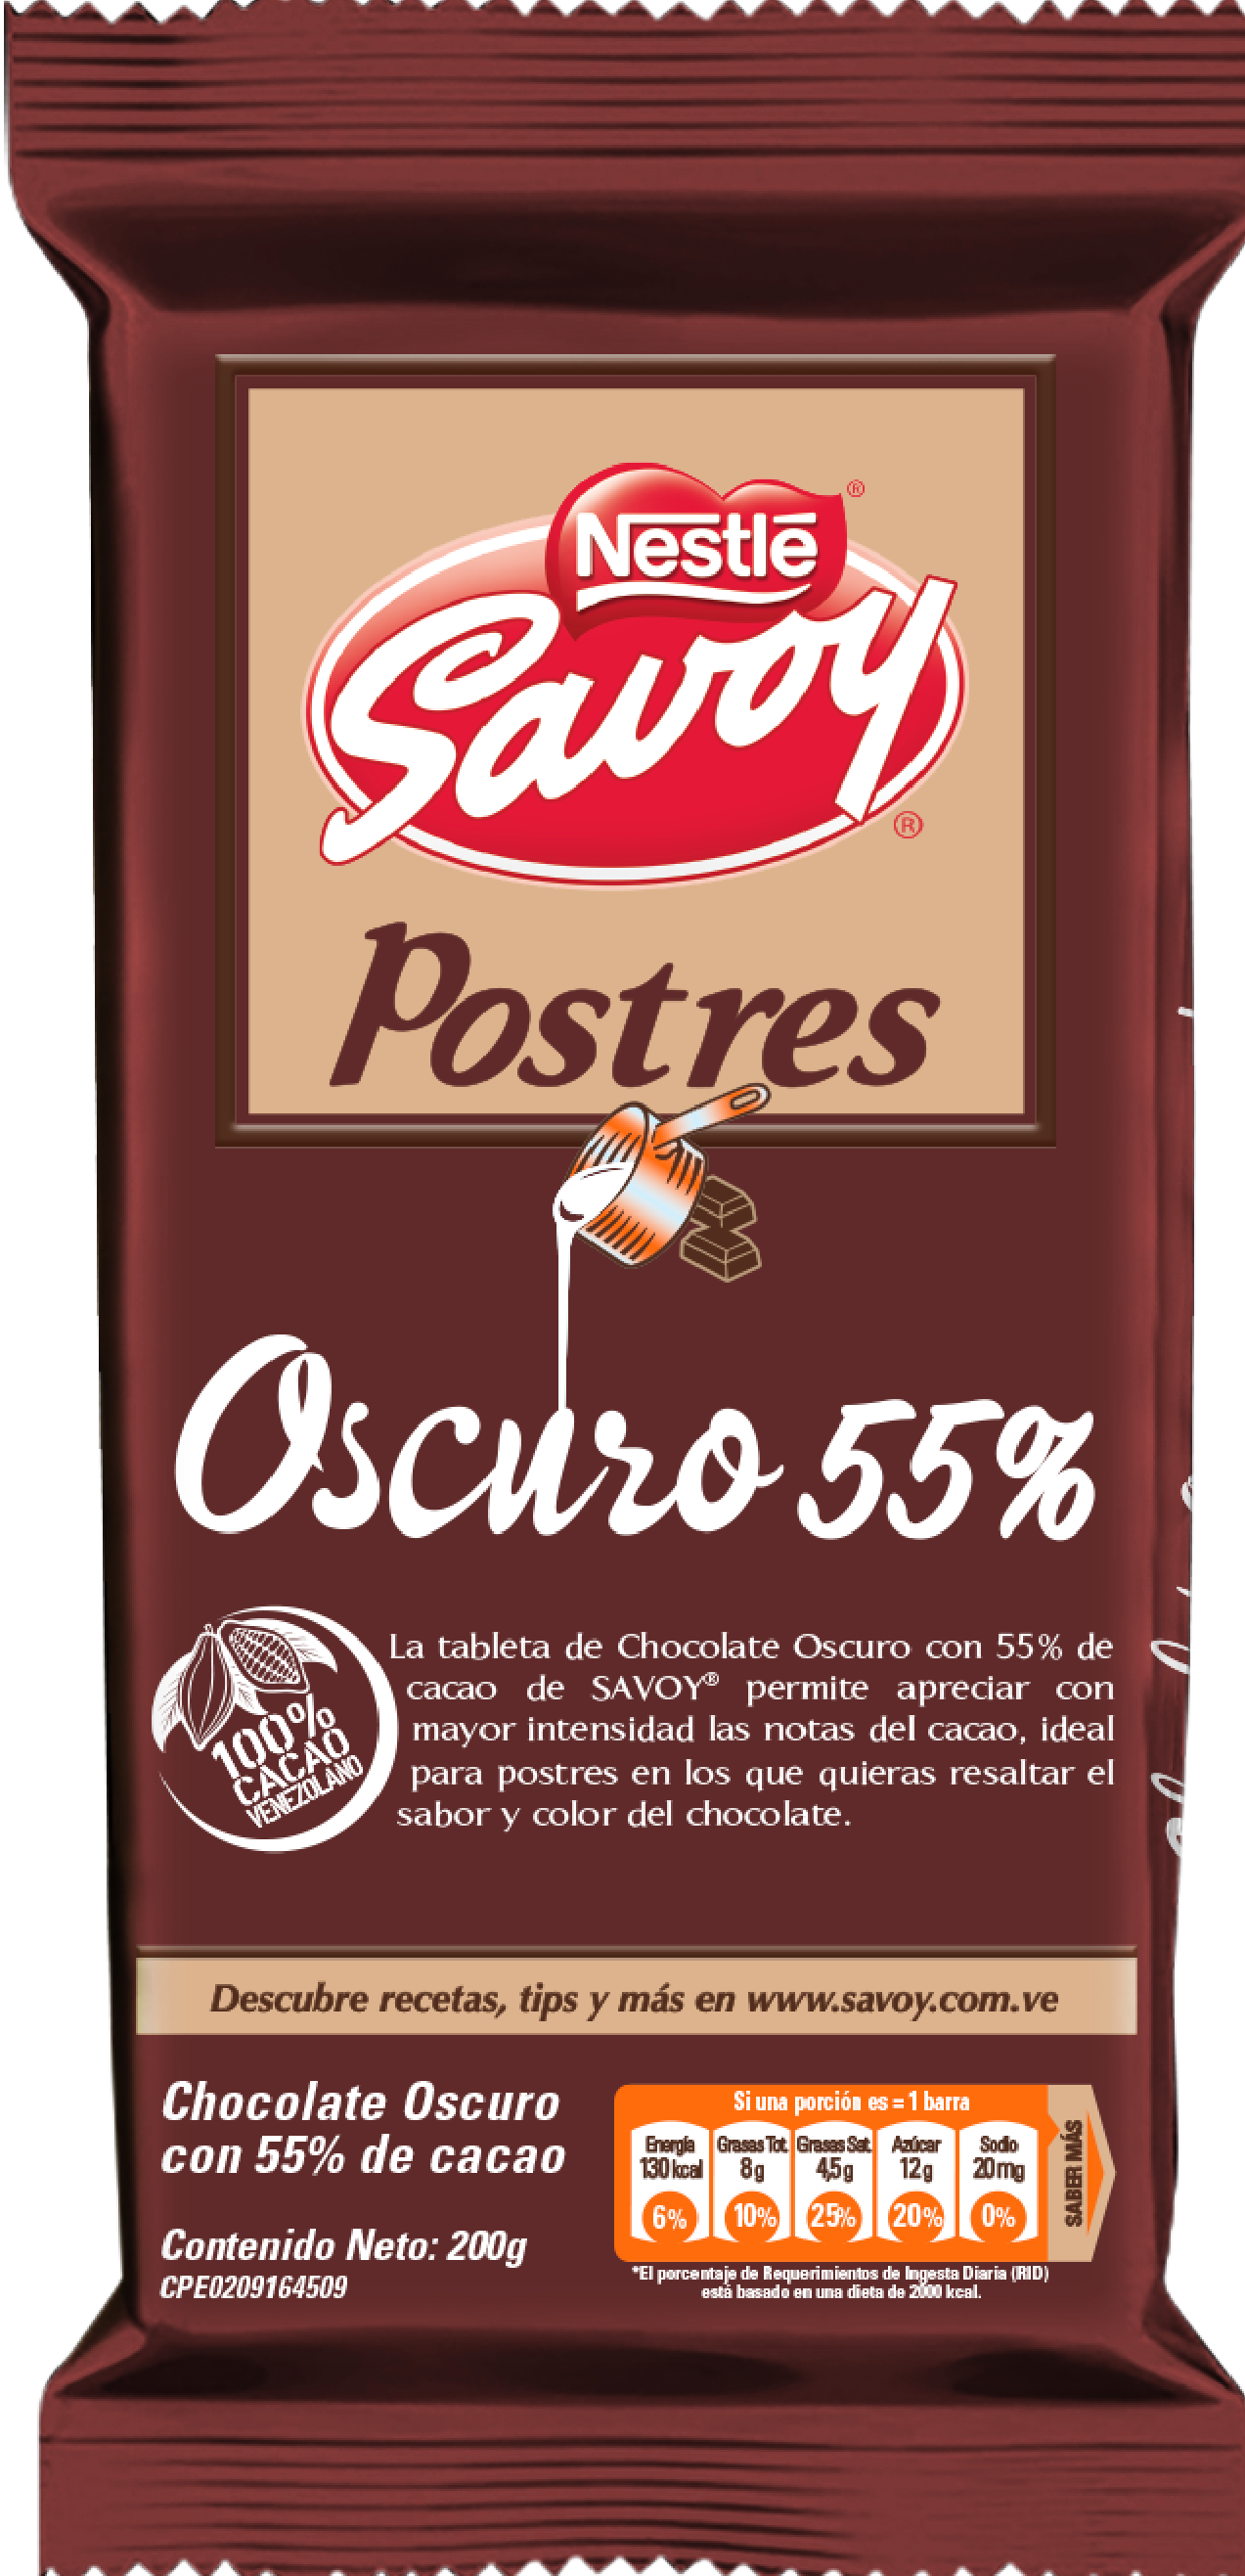 Nestlé
®
Savoy
®
Postres
Oscuro 55%
100%
CACAO
VENEZOLANO
La tableta de Chocolate Oscuro con 55% de
cacao de SAVOY® permite apreciar con
mayor intensidad las notas del cacao, ideal
para postres en los que quieras resaltar el
sabor y color del chocolate.
Descubre recetas, tips y más en www.savoy.com.ve
Chocolate Oscuro
con 55% de cacao
Contenido Neto: 200g
CPE0209164509
Si una porción es = 1 barra
Energía Grasas Tot. Grasas Sat. Azúcar Sodio
130 kcal 8 g 4,5 g 12 g 20 mg
6% 10% 25% 20% 0%
SABER MÁS
*El porcentaje de Requerimientos de Ingesta Diaria (RID)
está basado en una dieta de 2000 kcal.